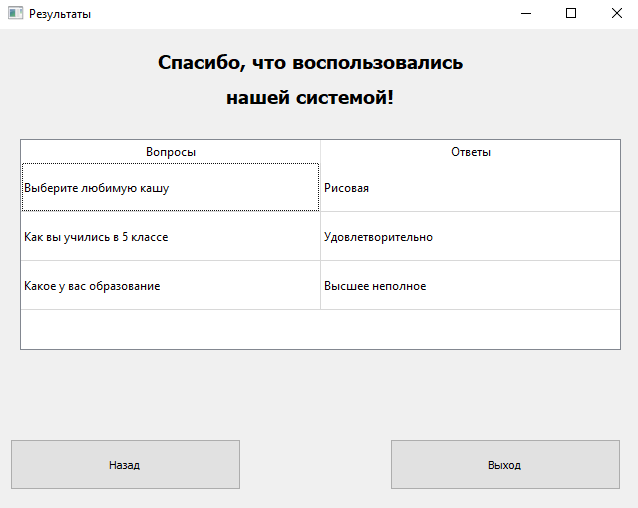 Результаты
Спасибо, что воспользовались
нашей системой!
Вопросы Ответы
Выберите любимую кашу Рисовая
Как вы учились в 5 классе Удовлетворительно
Какое у вас образование Высшее неполное
Назад Выход